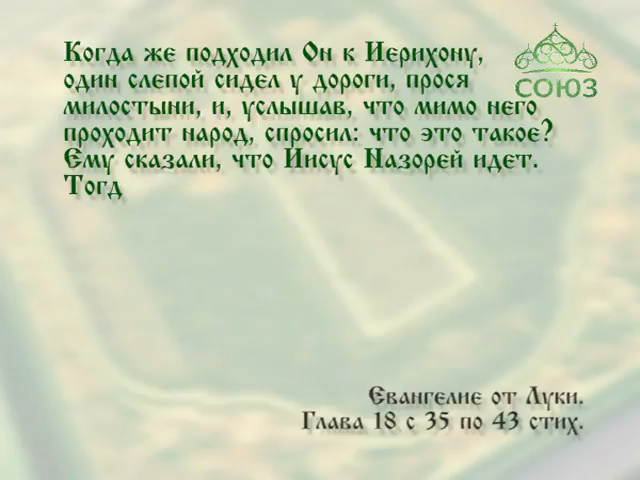 Когда же подходил Он к Иерихону,
один слепой сидел у дороги, прося
милостыни, и, услышав, что мимо него
проходит народ, спросил: что это такое?
Ему сказали, что Иисус Назорей идет.
Тогд
СОЮЗ
Евангелие от Луки.
Глава 18 с 35 по 43 стих.